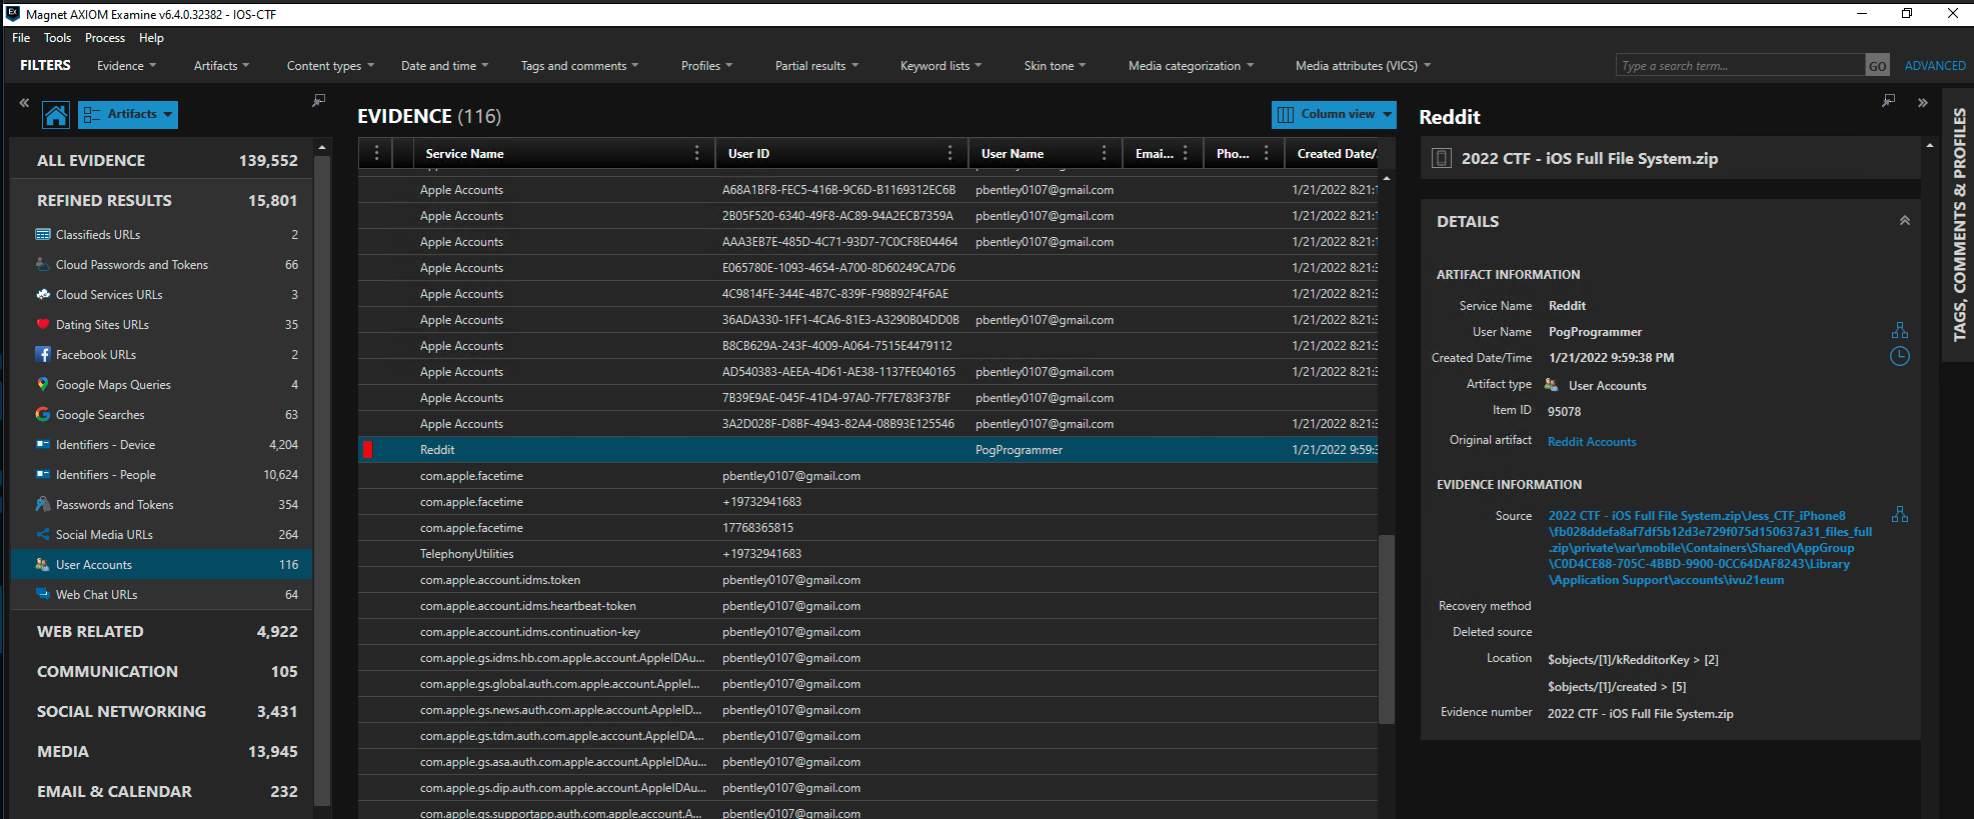 Magnet AXIOM Examine v6.4.0.32382 - IOS-CTF
File Tools Process Help
FILTERS Evidence Artifacts Content types Date and time Tags and comments Profiles Partial results Keyword lists Skin tone Media categorization Media attributes (VICS) Type a search term... GO ADVANCED
Artifacts
ALL EVIDENCE 139,552
REFINED RESULTS 15,801
Classifieds URLs 2
Cloud Passwords and Tokens 66
Cloud Services URLs 3
Dating Sites URLs 35
Facebook URLs 2
Google Maps Queries 4
Google Searches 63
Identifiers - Device 4,204
Identifiers - People 10,624
Passwords and Tokens 354
Social Media URLs 264
User Accounts 116
Web Chat URLs 64
WEB RELATED 4,922
COMMUNICATION 105
SOCIAL NETWORKING 3,431
MEDIA 13,945
EMAIL & CALENDAR 232
EVIDENCE (116) Column view
Service Name User ID User Name Emai... Pho... Created Date/
Apple Accounts A68A1BF8-FEC5-416B-9C6D-B1169312EC6B pbentley0107@gmail.com 1/21/2022 8:21:1
Apple Accounts 2B05F520-6340-49F8-AC89-94A2ECB7359A pbentley0107@gmail.com 1/21/2022 8:21:1
Apple Accounts AAA3EB7E-485D-4C71-93D7-7C0CF8E04464 pbentley0107@gmail.com 1/21/2022 8:21:1
Apple Accounts E065780E-1093-4654-A700-8D60249CA7D6 1/21/2022 8:21:3
Apple Accounts 4C9814FE-344E-4B7C-839F-F98B92F4F6AE 1/21/2022 8:21:3
Apple Accounts 36ADA330-1FF1-4CA6-81E3-A3290B04DD0B pbentley0107@gmail.com 1/21/2022 8:21:3
Apple Accounts B8CB629A-243F-4009-A064-7515E4479112 1/21/2022 8:21:3
Apple Accounts AD540383-AEEA-4D61-AE38-1137FE040165 pbentley0107@gmail.com 1/21/2022 8:21:3
Apple Accounts 7B39E9AE-045F-41D4-97A0-7F7E783F37BF pbentley0107@gmail.com
Apple Accounts 3A2D028F-D8BF-4943-82A4-08B93E125546 pbentley0107@gmail.com 1/21/2022 8:21:3
Reddit PogProgrammer 1/21/2022 9:59:3
com.apple.facetime pbentley0107@gmail.com
com.apple.facetime +19732941683
com.apple.facetime 17768365815
TelephonyUtilities +19732941683
com.apple.account.idms.token pbentley0107@gmail.com
com.apple.account.idms.heartbeat-token pbentley0107@gmail.com
com.apple.account.idms.continuation-key pbentley0107@gmail.com
com.apple.gs.idms.hb.com.apple.account.AppleIDAu... pbentley0107@gmail.com
com.apple.gs.global.auth.com.apple.account.AppleI... pbentley0107@gmail.com
com.apple.gs.news.auth.com.apple.account.AppleID... pbentley0107@gmail.com
com.apple.gs.tdm.auth.com.apple.account.AppleIDA... pbentley0107@gmail.com
com.apple.gs.asa.auth.com.apple.account.AppleIDAu... pbentley0107@gmail.com
com.apple.gs.dip.auth.com.apple.account.AppleIDAu... pbentley0107@gmail.com
com.apple.gs.supportapp.auth.com.apple.account.A... pbentley0107@gmail.com
Reddit
2022 CTF - iOS Full File System.zip
DETAILS
ARTIFACT INFORMATION
Service Name Reddit
User Name PogProgrammer
Created Date/Time 1/21/2022 9:59:38 PM
Artifact type User Accounts
Item ID 95078
Original artifact Reddit Accounts
EVIDENCE INFORMATION
Source 2022 CTF - iOS Full File System.zip\Jess_CTF_iPhone8
\fb028ddefa8af7df5b12d3e729f075d150637a31_files_full
.zip\private\var\mobile\Containers\Shared\AppGroup
\C0D4CE88-705C-4BBD-9900-0CC64DAF8243\Library
\Application Support\accounts\ivu21eum
Recovery method
Deleted source
Location $objects/[1]/kRedditorKey > [2]
$objects/[1]/created > [5]
Evidence number 2022 CTF - iOS Full File System.zip
TAGS, COMMENTS & PROFILES